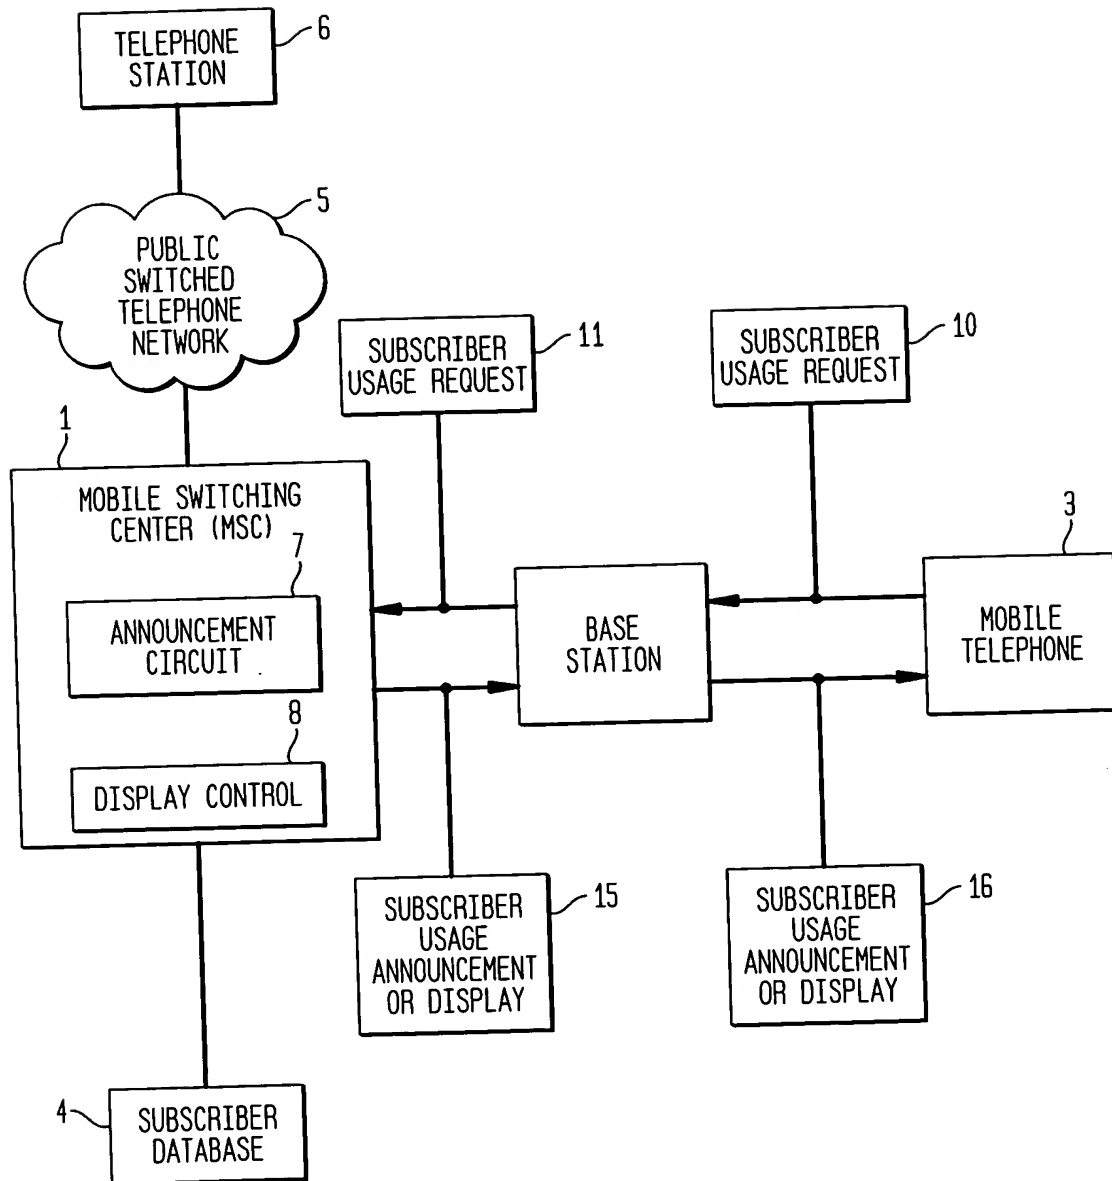 TELEPHONE
STATION
6
5
PUBLIC
SWITCHED
TELEPHONE
NETWORK
SUBSCRIBER
USAGE REQUEST
11
SUBSCRIBER
USAGE REQUEST
10
1
MOBILE SWITCHING
CENTER (MSC)
7
ANNOUNCEMENT
CIRCUIT
8
DISPLAY CONTROL
BASE
STATION
3
MOBILE
TELEPHONE
SUBSCRIBER
USAGE
ANNOUNCEMENT
OR DISPLAY
15
SUBSCRIBER
USAGE
ANNOUNCEMENT
OR DISPLAY
16
4
SUBSCRIBER
DATABASE